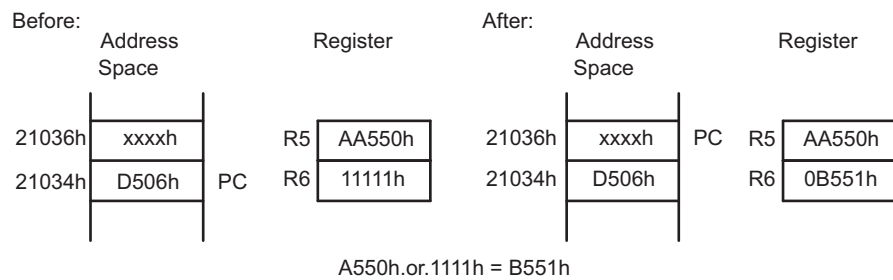 Before:
Address Space
Register
21036h xxxxh
R5 AA550h
21034h D506h PC
R6 11111h
After:
Address Space
Register
21036h xxxxh PC
R5 AA550h
21034h D506h
R6 0B551h
A550h.or.1111h = B551h